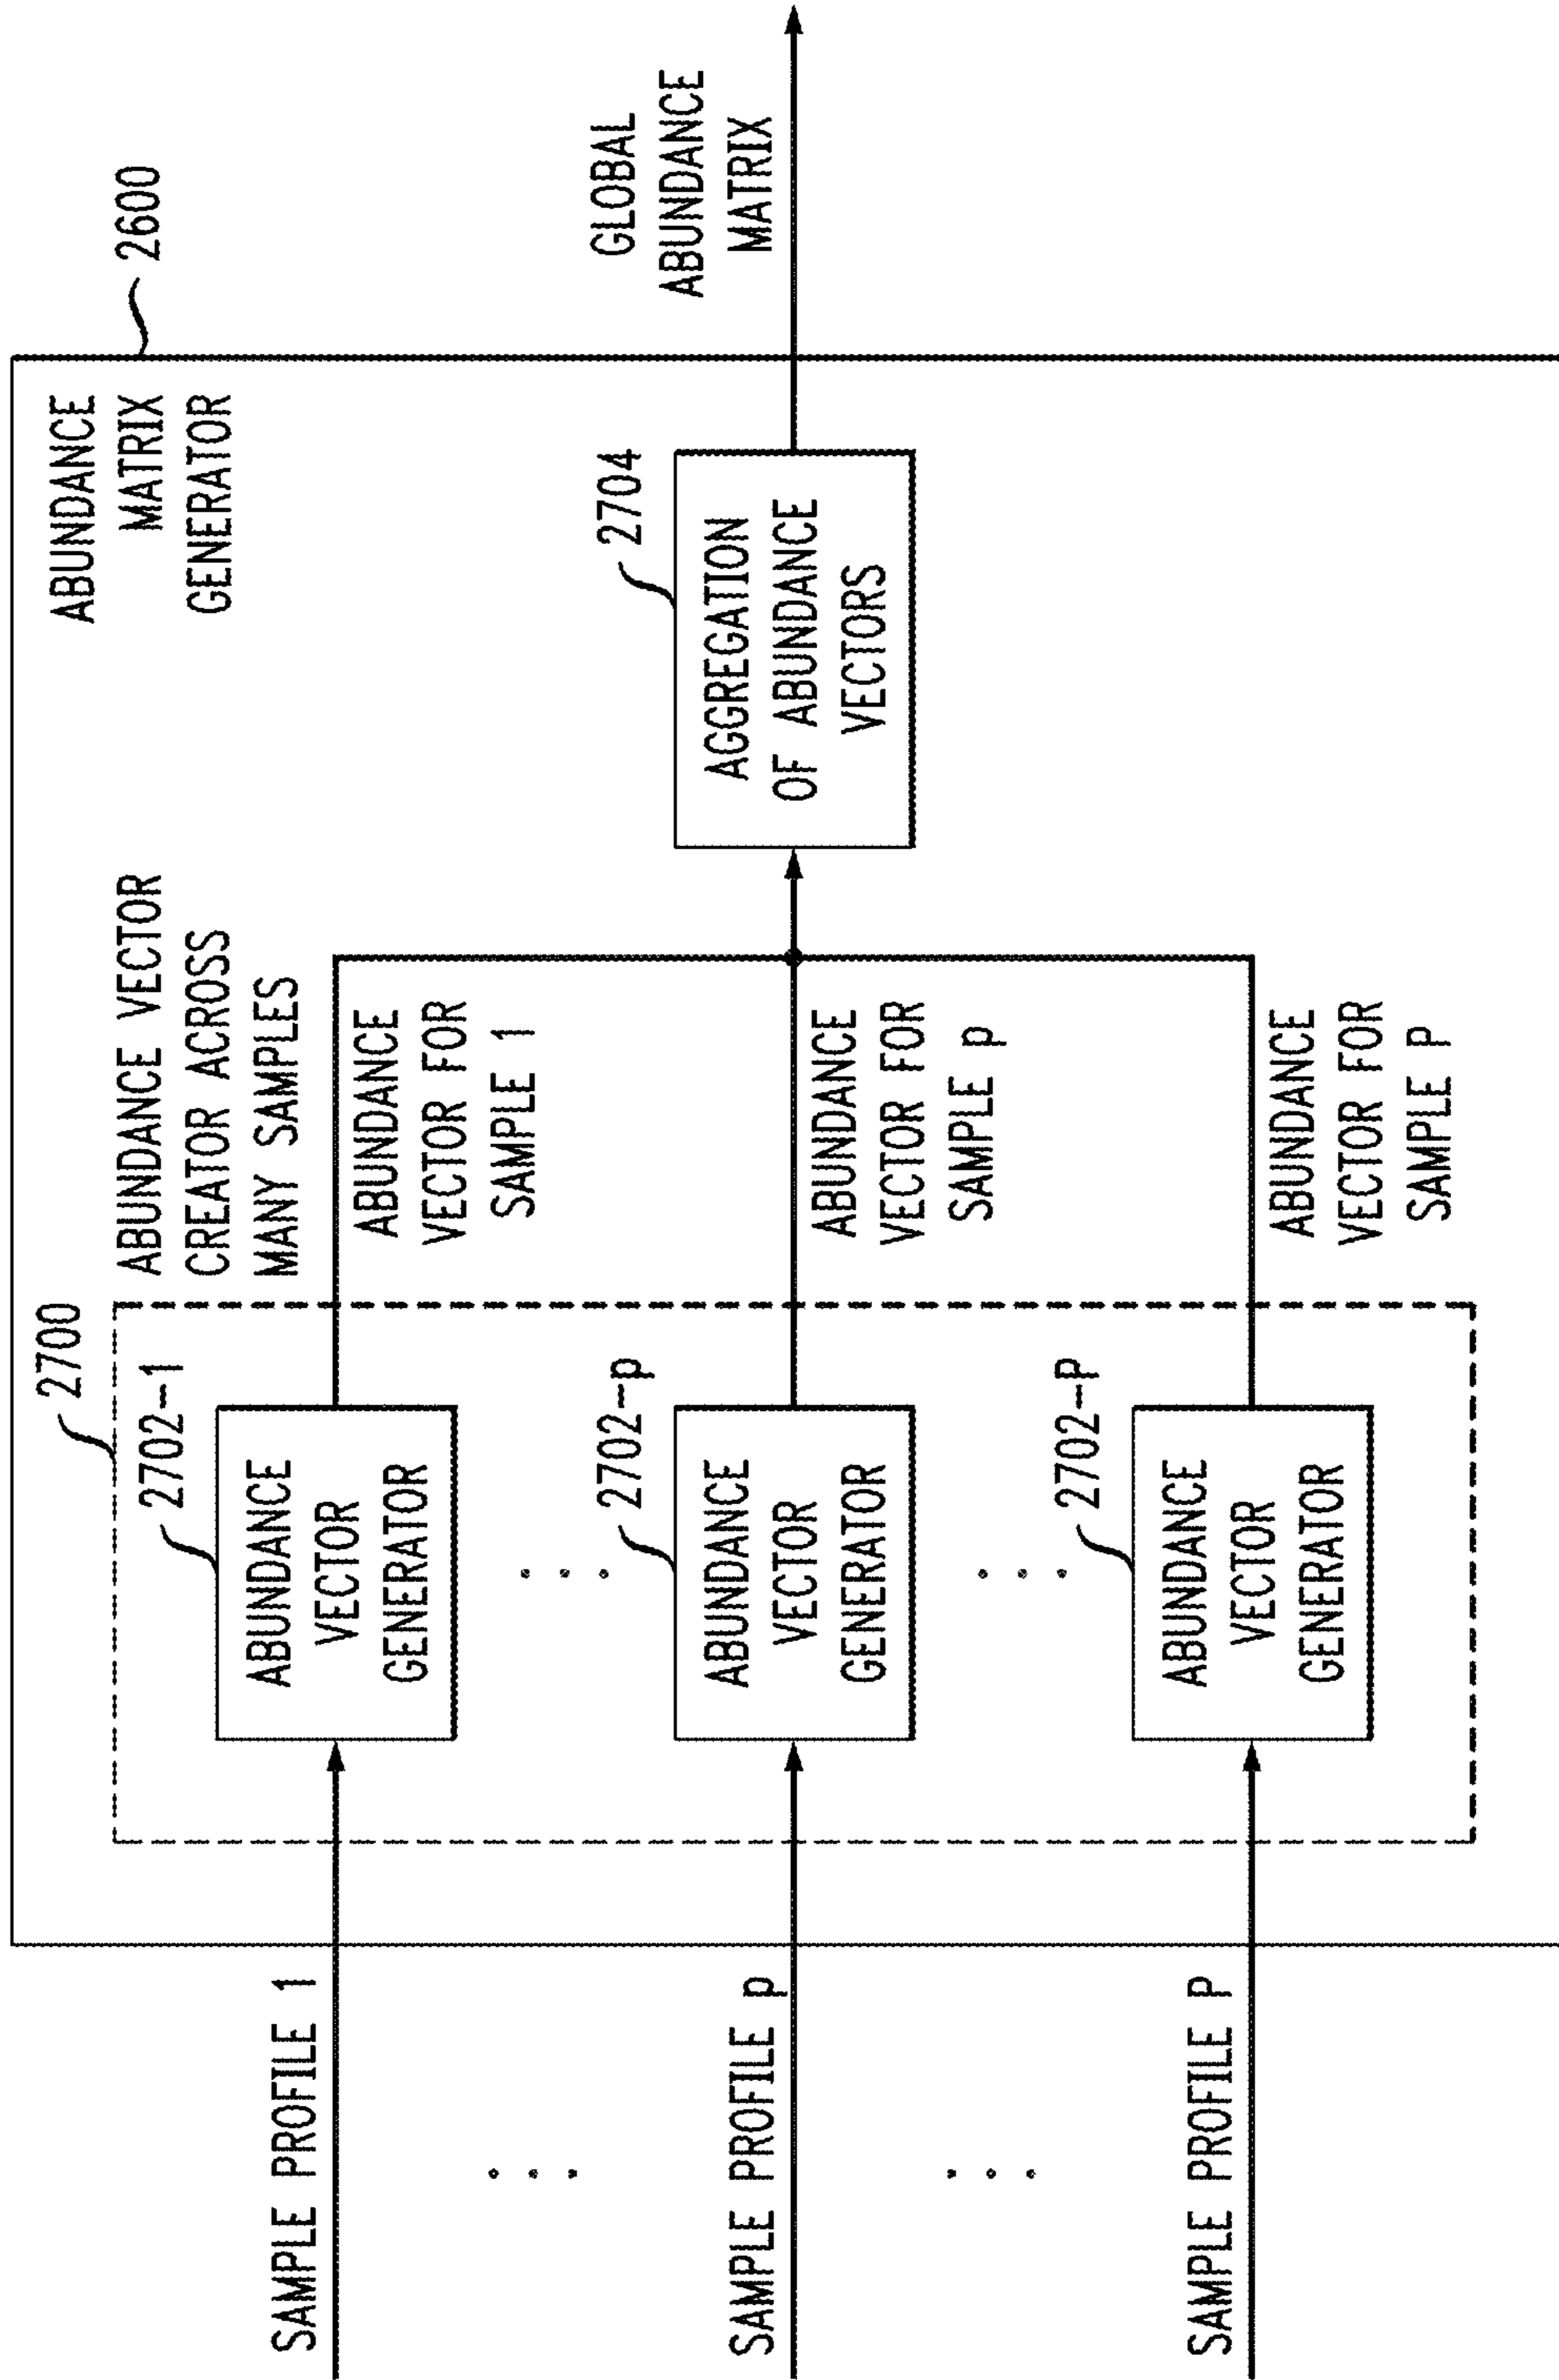 ABUNDANCE
MATRIX
GENERATOR
2600
2700
ABUNDANCE VECTOR
CREATOR ACROSS
MANY SAMPLES
SAMPLE PROFILE 1
2702-1
ABUNDANCE
VECTOR
GENERATOR
ABUNDANCE
VECTOR FOR
SAMPLE 1
SAMPLE PROFILE p
2702-p
ABUNDANCE
VECTOR
GENERATOR
ABUNDANCE
VECTOR FOR
SAMPLE p
2704
AGGREGATION
OF ABUNDANCE
VECTORS
GLOBAL
ABUNDANCE
MATRIX
SAMPLE PROFILE P
2702-P
ABUNDANCE
VECTOR
GENERATOR
ABUNDANCE
VECTOR FOR
SAMPLE P